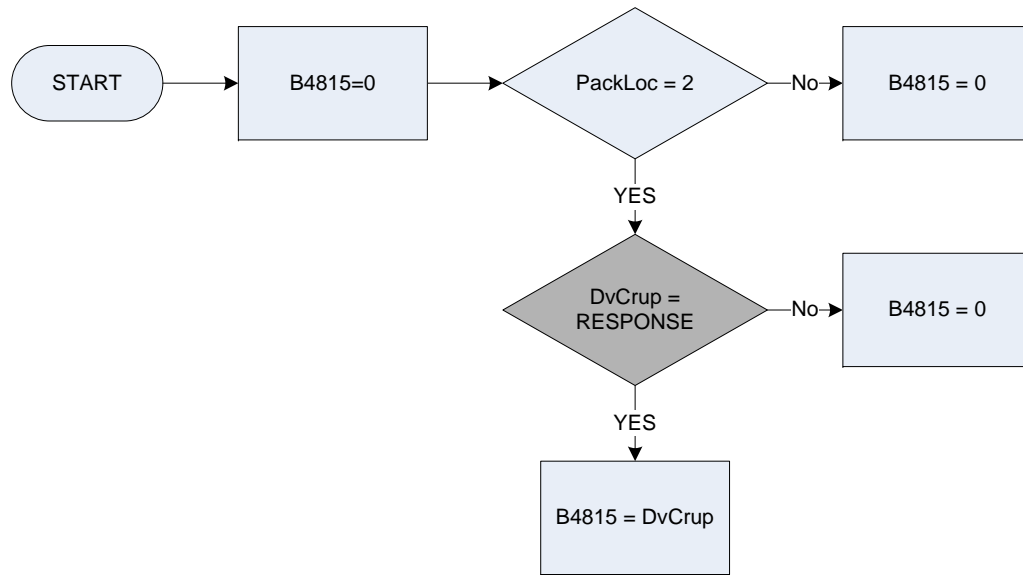 START
B4815=0
PackLoc = 2
No
B4815 = 0
YES
DvCrup =
RESPONSE
No
B4815 = 0
YES
B4815 = DvCrup